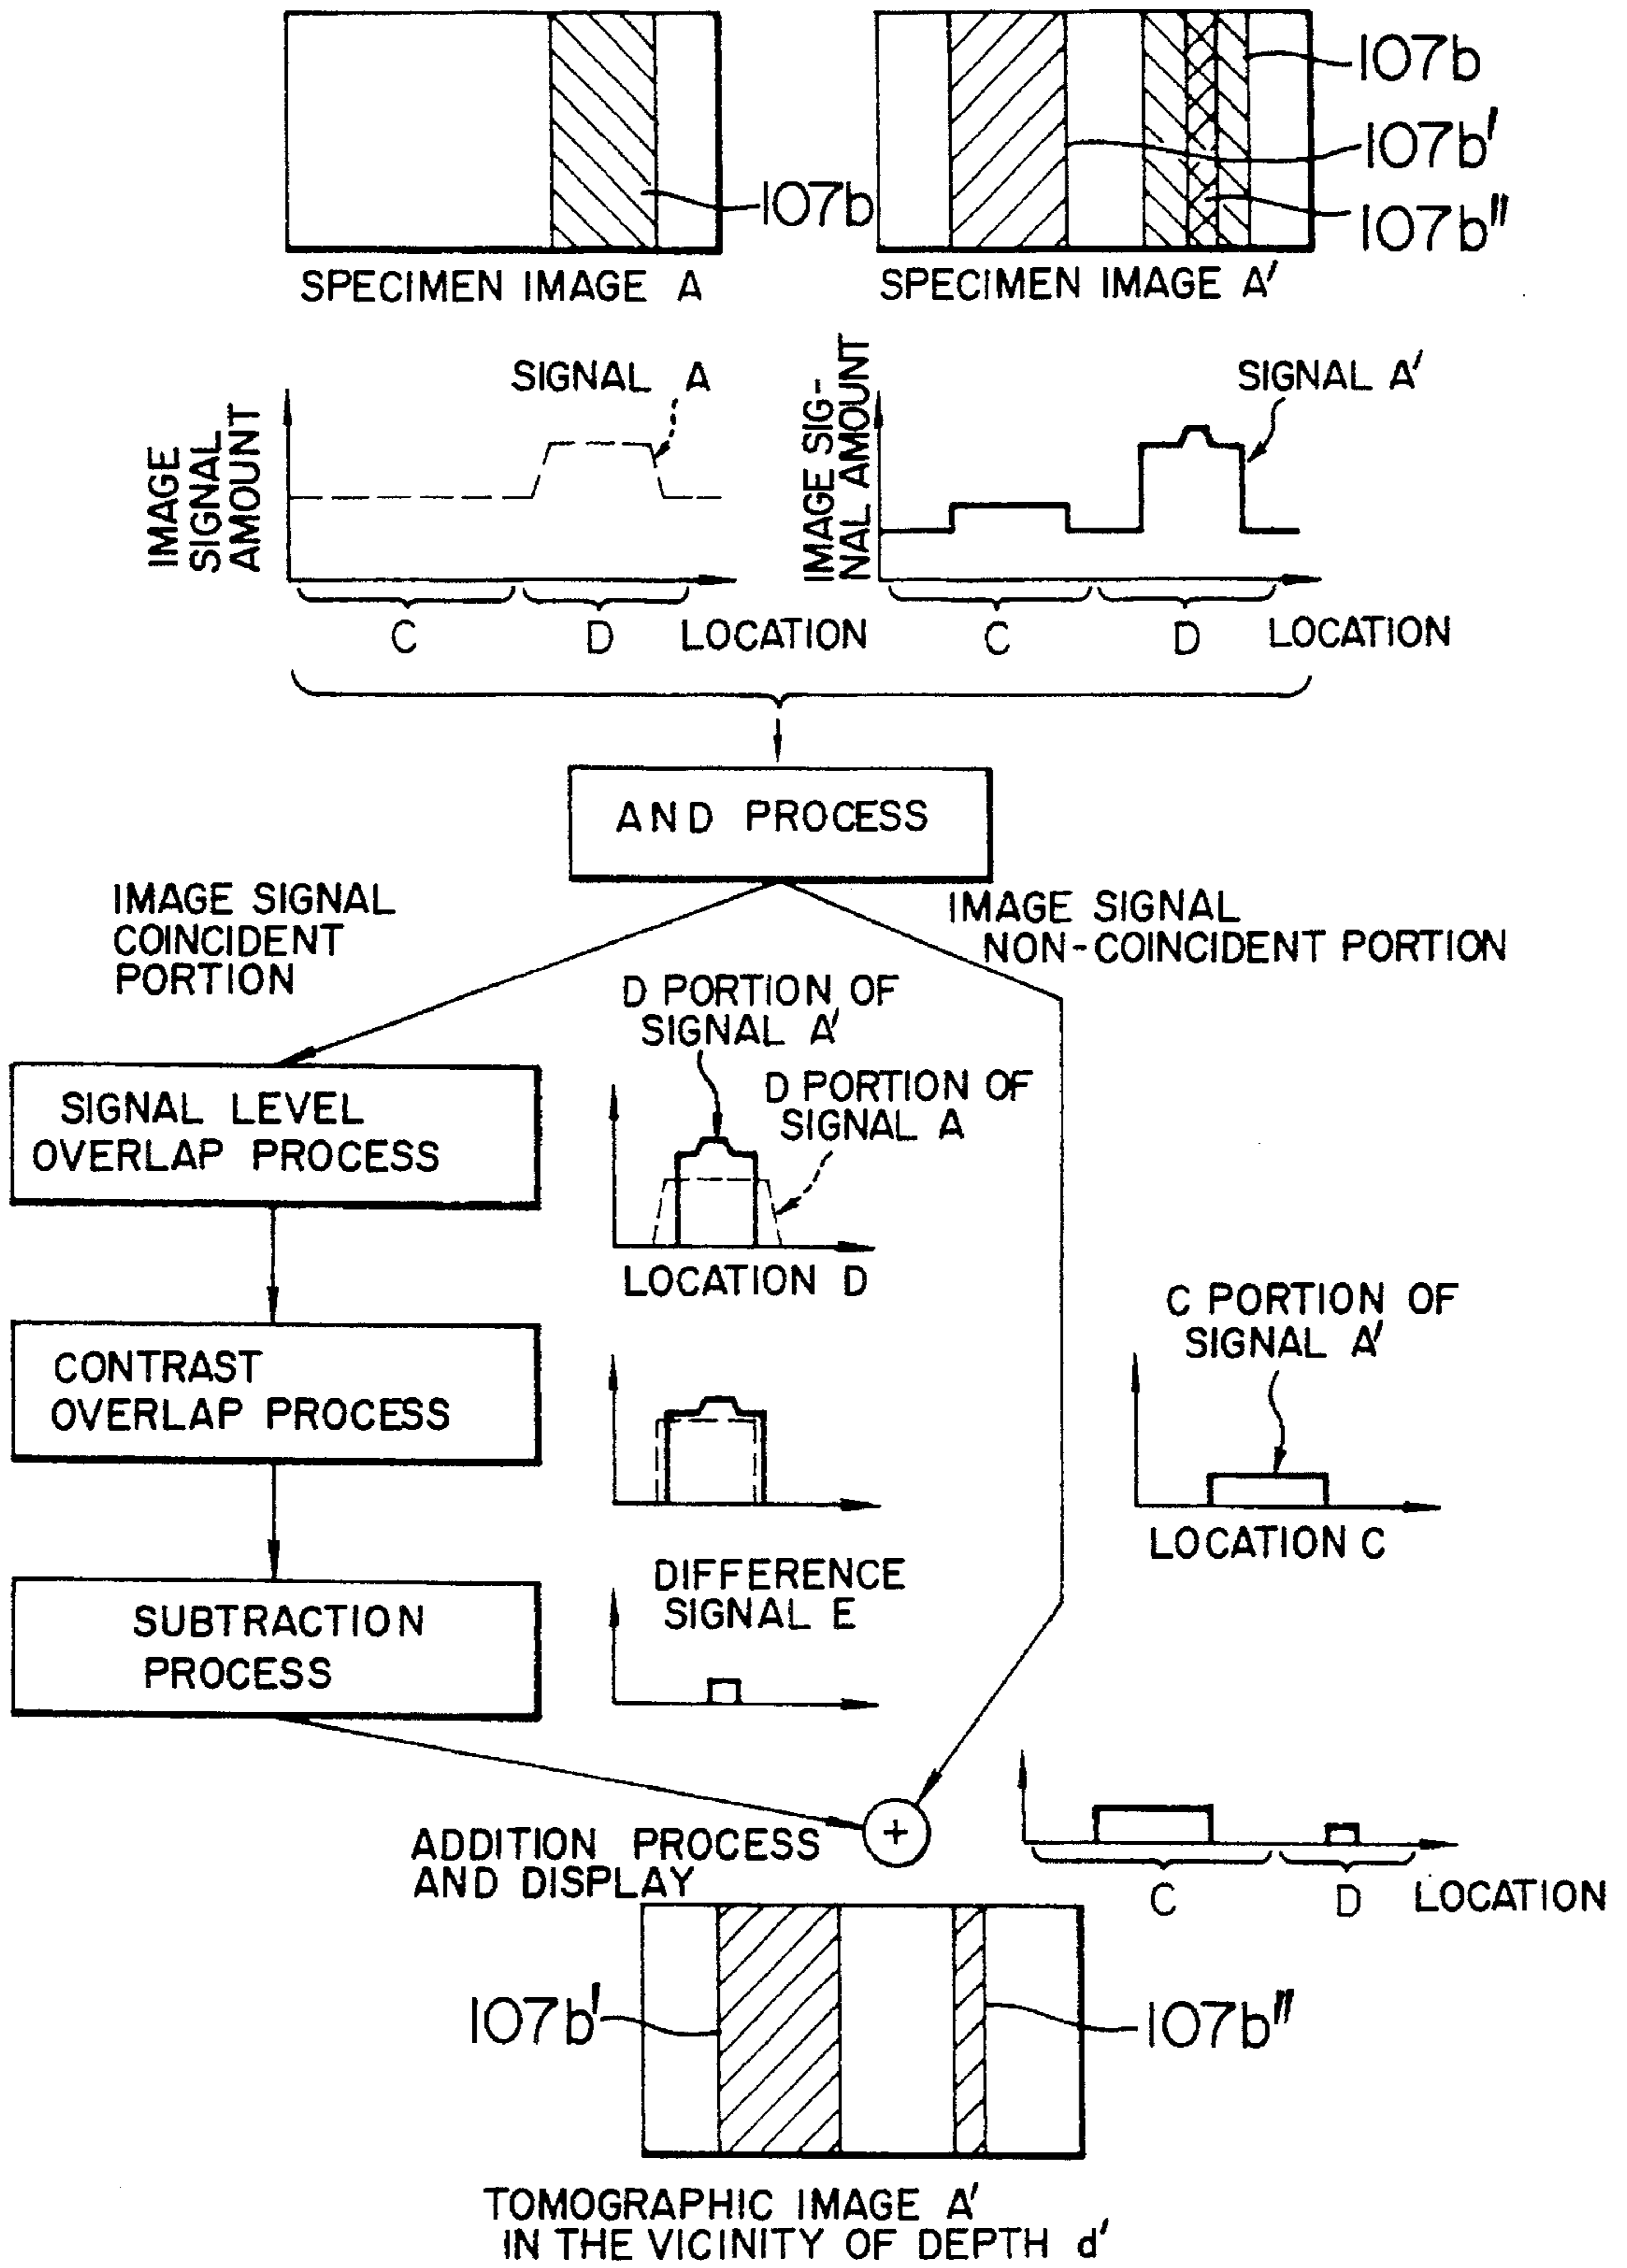 107b
SPECIMEN IMAGE A
107b
107b'
107b"
SPECIMEN IMAGE A'
IMAGE
SIGNAL
AMOUNT
SIGNAL A
C
D
LOCATION
IMAGE SIG-
NAL AMOUNT
SIGNAL A'
C
D
LOCATION
AND PROCESS
IMAGE SIGNAL
COINCIDENT
PORTION
IMAGE SIGNAL
NON-COINCIDENT PORTION
SIGNAL LEVEL
OVERLAP PROCESS
D PORTION OF
SIGNAL A'
D PORTION OF
SIGNAL A
LOCATION D
CONTRAST
OVERLAP PROCESS
C PORTION OF
SIGNAL A'
LOCATION C
SUBTRACTION
PROCESS
DIFFERENCE
SIGNAL E
+
ADDITION PROCESS
AND DISPLAY
C
D
LOCATION
107b'
107b"
TOMOGRAPHIC IMAGE A'
IN THE VICINITY OF DEPTH d'